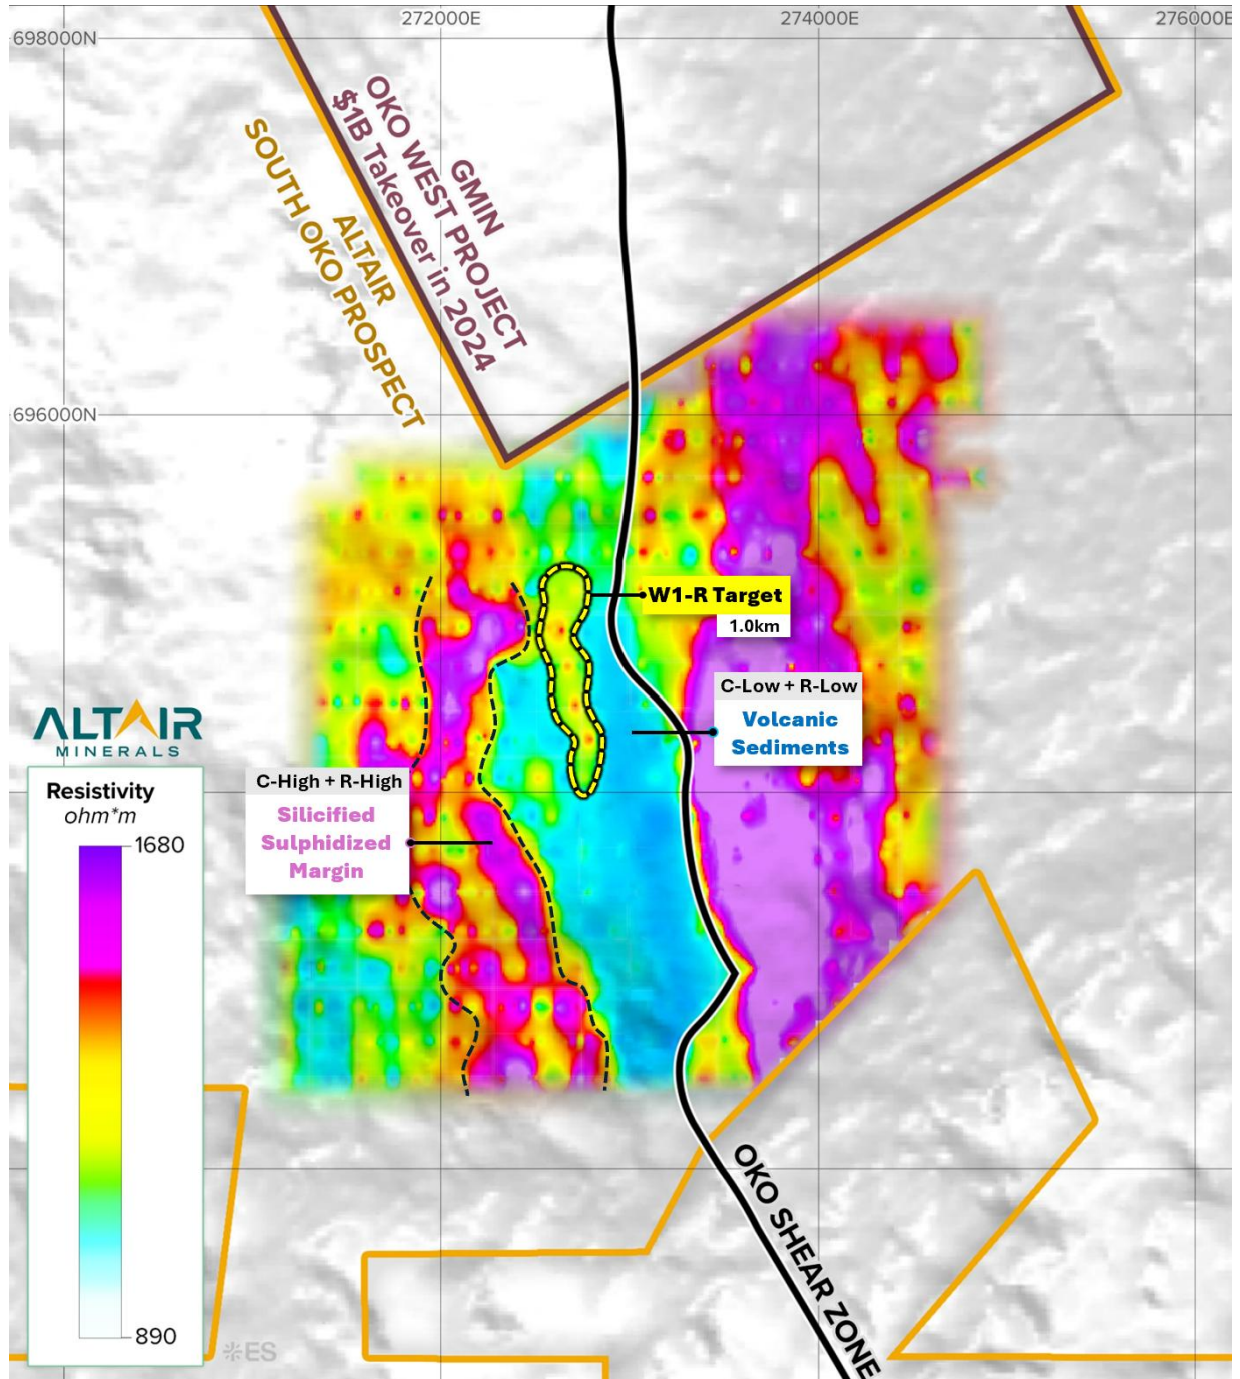 272000E
274000E
276000E
698000N
GMIN
OKO WEST PROJECT
$1B Takeover in 2024
ALTAIR
SOUTH OKO PROSPECT
696000N
W1-R Target
1.0km
C-Low + R-Low
Volcanic
Sediments
ALTAIR
MINERALS
Resistivity
ohm*m
1680
890
C-High + R-High
Silicified
Sulphidized
Margin
OKO SHEAR ZONE
ES